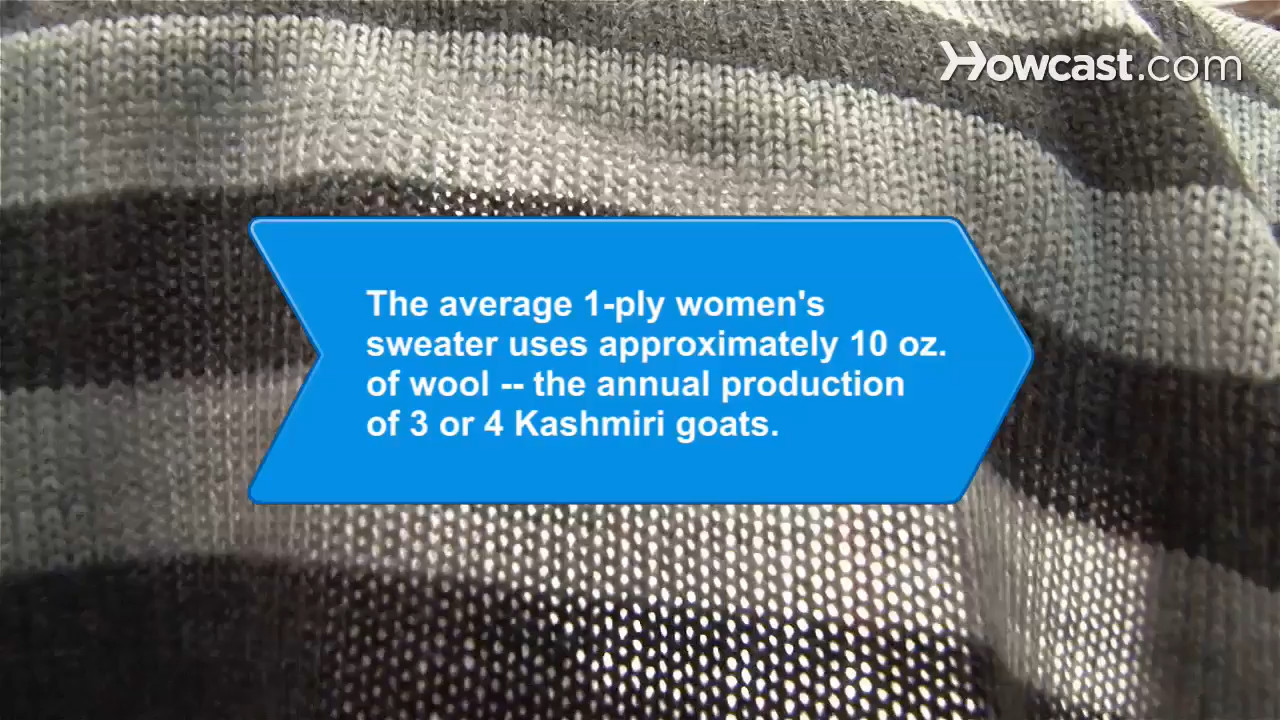 Howcast.com
The average 1-ply women's
sweater uses approximately 10 oz.
of wool -- the annual production
of 3 or 4 Kashmiri goats.